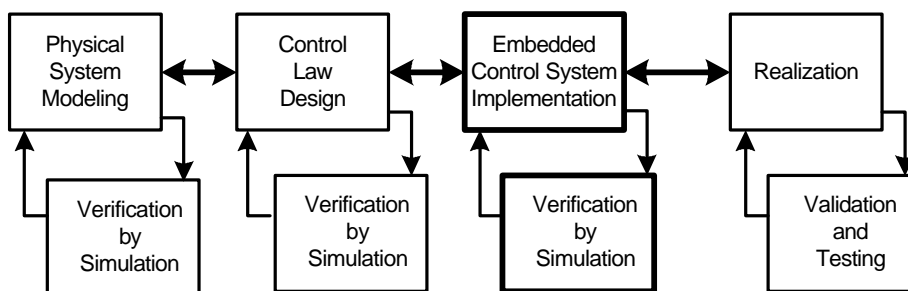 Physical
System
Modeling
Control
Law
Design
Embedded
Control System
Implementation
Realization
Verification
by
Simulation
Verification
by
Simulation
Verification
by
Simulation
Validation
and
Testing